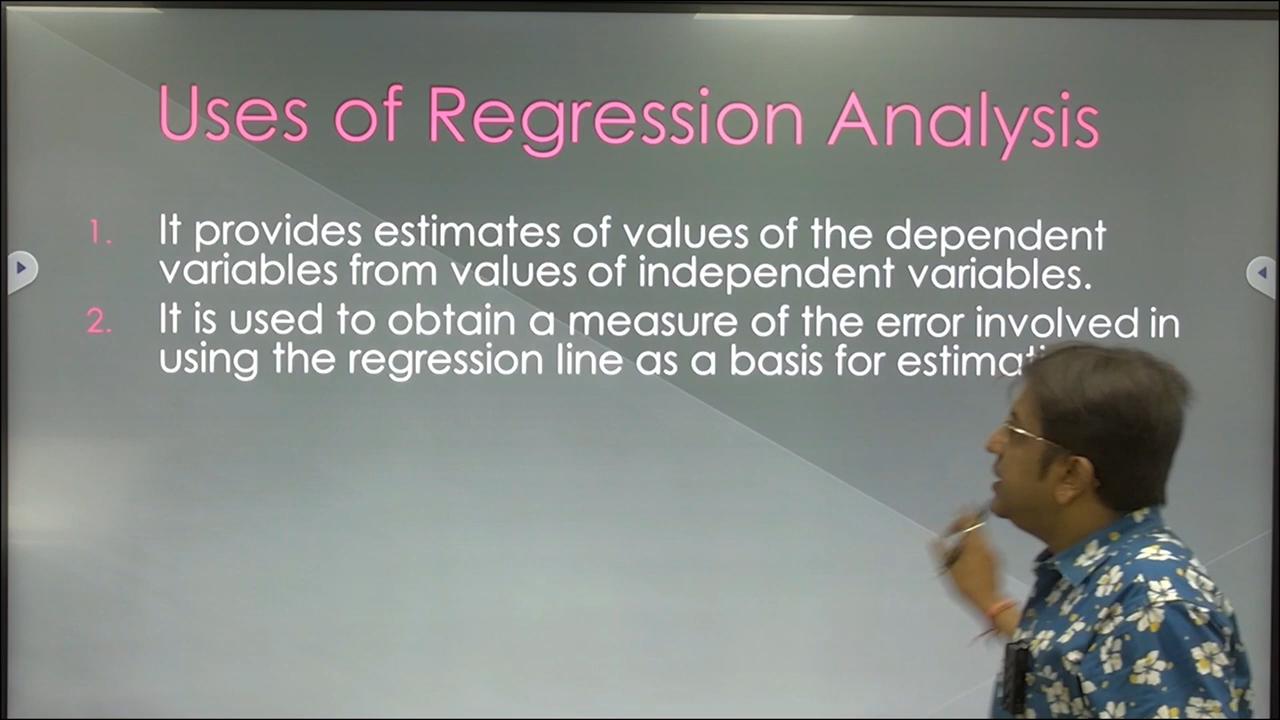 Uses of Regression Analysis
1. It provides estimates of values of the dependent
variables from values of independent variables.
2. It is used to obtain a measure of the error involved in
using the regression line as a basis for